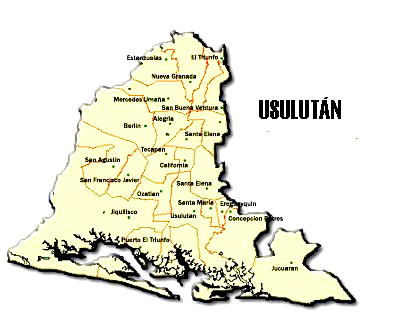 Estanzuelas
El Triunfo
Nueva Granada
Mercedes Umaña
San Buena Ventura
USULUTÁN
Alegria
Berlin
Santa Elena
Tecapan
San Agustin
California
San Francisco Javier
Santa Elena
Ozatlan
Santa Maria
Ereguayquin
Jiquilisco
Usulutan
Concepcion Batres
Puerto El Triunfo
Jucuaran